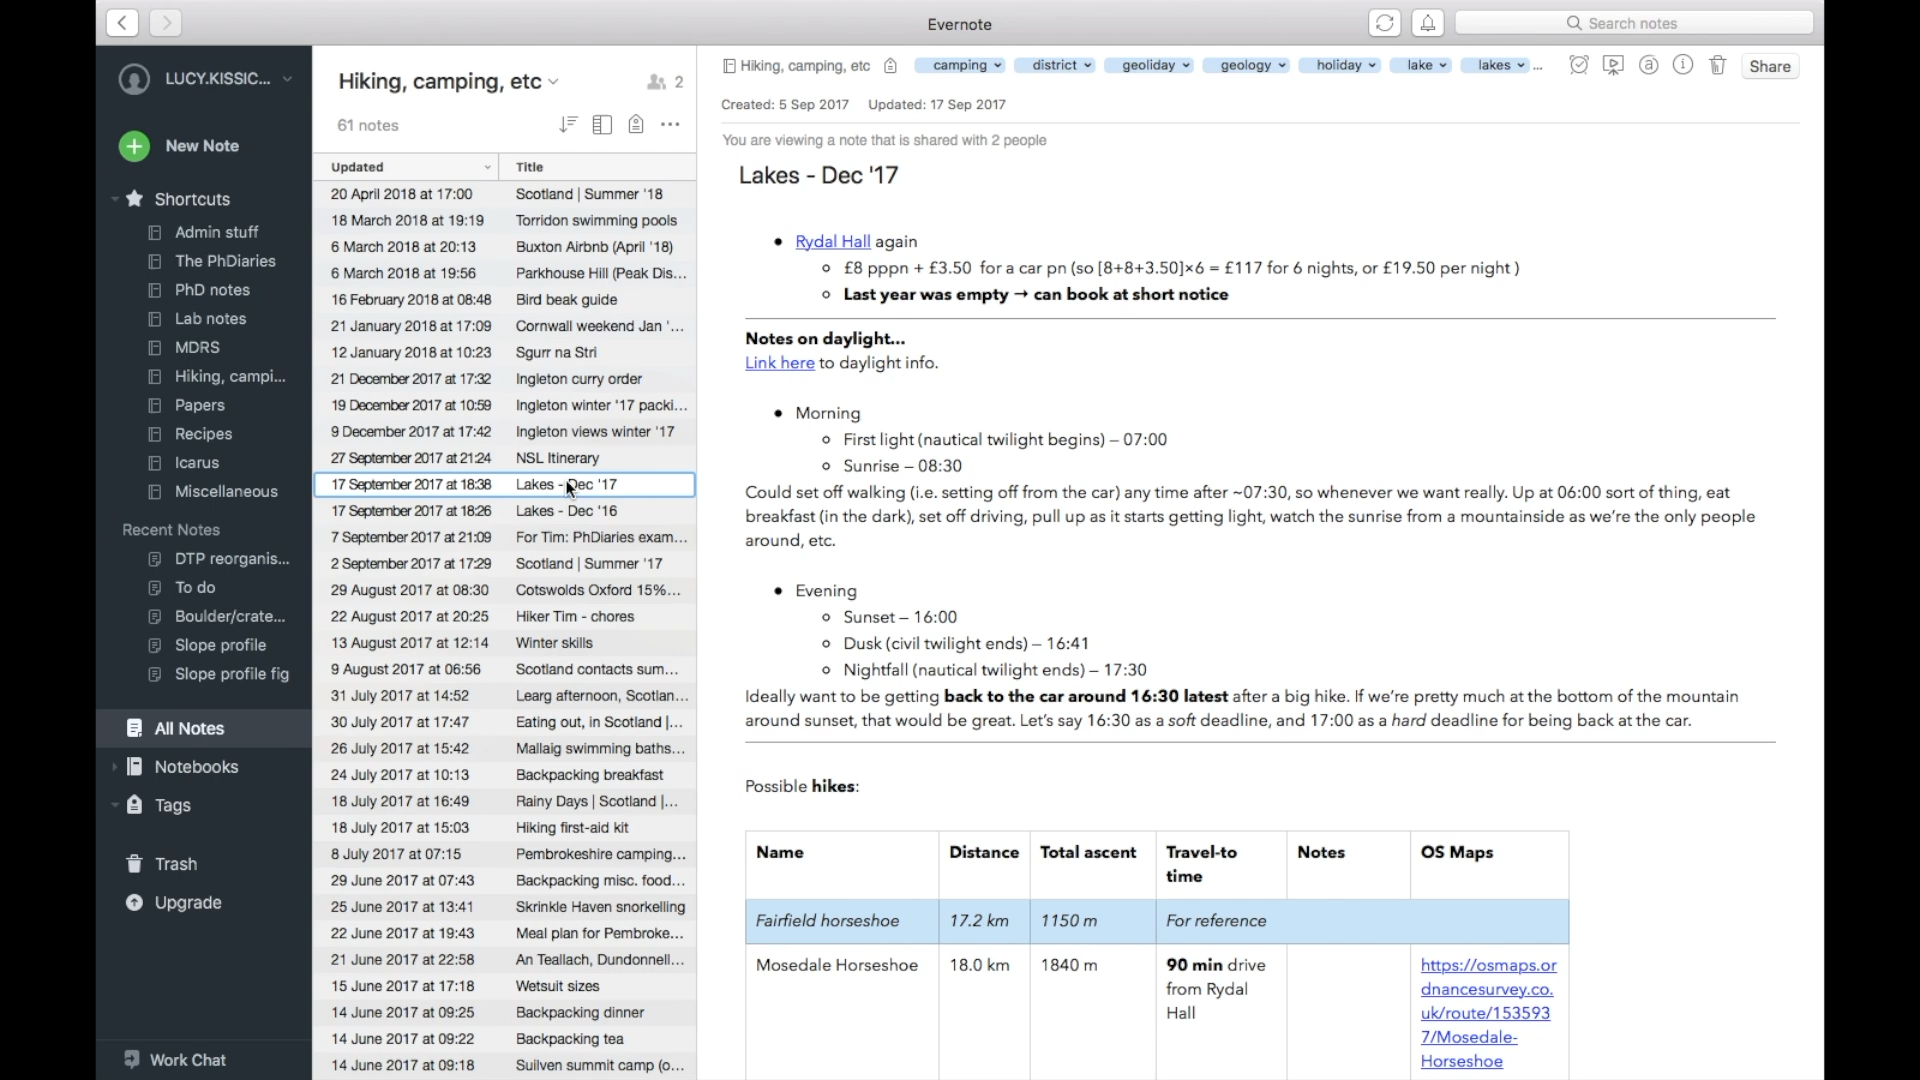 Evernote
Search notes
LUCY.KISSIC...
New Note
Shortcuts
Admin stuff
The PhDiaries
PhD notes
Lab notes
MDRS
Hiking, campi...
Papers
Recipes
Icarus
Miscellaneous
Recent Notes
DTP reorganis...
To do
Boulder/crate...
Slope profile
Slope profile fig
All Notes
Notebooks
Tags
Trash
Upgrade
Work Chat
Hiking, camping, etc
2
61 notes
Updated Title
20 April 2018 at 17:00 Scotland | Summer '18
18 March 2018 at 19:19 Torridon swimming pools
6 March 2018 at 20:13 Buxton Airbnb (April '18)
6 March 2018 at 19:56 Parkhouse Hill (Peak Dis...
16 February 2018 at 08:48 Bird beak guide
21 January 2018 at 17:09 Cornwall weekend Jan '...
12 January 2018 at 10:23 Sgurr na Stri
21 December 2017 at 17:32 Ingleton curry order
19 December 2017 at 10:59 Ingleton winter '17 packi...
9 December 2017 at 17:42 Ingleton views winter '17
27 September 2017 at 21:24 NSL Itinerary
17 September 2017 at 18:38 Lakes - Dec '17
17 September 2017 at 18:26 Lakes - Dec '16
7 September 2017 at 21:09 For Tim: PhDiaries exam...
2 September 2017 at 17:29 Scotland | Summer '17
29 August 2017 at 08:30 Cotswolds Oxford 15%...
22 August 2017 at 20:25 Hiker Tim - chores
13 August 2017 at 12:14 Winter skills
9 August 2017 at 06:56 Scotland contacts sum...
31 July 2017 at 14:52 Learg afternoon, Scotlan...
30 July 2017 at 17:47 Eating out, in Scotland |...
26 July 2017 at 15:42 Mallaig swimming baths...
24 July 2017 at 10:13 Backpacking breakfast
18 July 2017 at 16:49 Rainy Days | Scotland |...
18 July 2017 at 15:03 Hiking first-aid kit
8 July 2017 at 07:15 Pembrokeshire camping...
29 June 2017 at 07:43 Backpacking misc. food...
25 June 2017 at 13:41 Skrinkle Haven snorkelling
22 June 2017 at 19:43 Meal plan for Pembroke...
21 June 2017 at 22:58 An Teallach, Dundonnell...
15 June 2017 at 17:18 Wetsuit sizes
14 June 2017 at 09:25 Backpacking dinner
14 June 2017 at 09:22 Backpacking tea
14 June 2017 at 09:18 Suilven summit camp (o...
Hiking, camping, etc camping district geoliday geology holiday lake lakes ... Share
Created: 5 Sep 2017 Updated: 17 Sep 2017
You are viewing a note that is shared with 2 people
Lakes - Dec '17
• Rydal Hall again
£8 pppn + £3.50 for a car pn (so [8+8+3.50]×6 = £117 for 6 nights, or £19.50 per night )
Last year was empty → can book at short notice
Notes on daylight...
Link here to daylight info.
• Morning
First light (nautical twilight begins) – 07:00
Sunrise – 08:30
Could set off walking (i.e. setting off from the car) any time after ~07:30, so whenever we want really. Up at 06:00 sort of thing, eat
breakfast (in the dark), set off driving, pull up as it starts getting light, watch the sunrise from a mountainside as we're the only people
around, etc.
• Evening
Sunset – 16:00
Dusk (civil twilight ends) – 16:41
Nightfall (nautical twilight ends) – 17:30
Ideally want to be getting back to the car around 16:30 latest after a big hike. If we're pretty much at the bottom of the mountain
around sunset, that would be great. Let's say 16:30 as a soft deadline, and 17:00 as a hard deadline for being back at the car.
Possible hikes:
Name Distance Total ascent Travel-to Notes OS Maps
time
Fairfield horseshoe 17.2 km 1150 m For reference
Mosedale Horseshoe 18.0 km 1840 m 90 min drive https://osmaps.or
from Rydal dnancesurvey.co.
Hall uk/route/153593
7/Mosedale-
Horseshoe